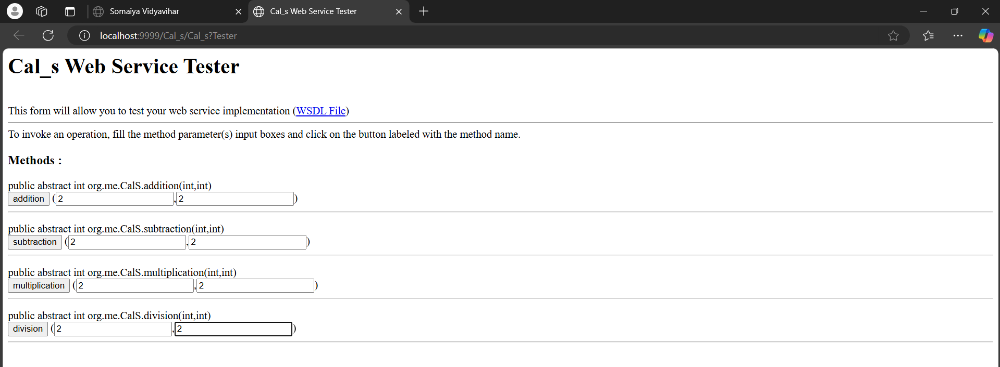 Somaiya Vidyavihar
Cal_s Web Service Tester
localhost:9999/Cal_s/Cal_s?Tester
Cal_s Web Service Tester
This form will allow you to test your web service implementation (WSDL File)
To invoke an operation, fill the method parameter(s) input boxes and click on the button labeled with the method name.
Methods :
public abstract int org.me.CalS.addition(int,int)
addition (2,2)
public abstract int org.me.CalS.subtraction(int,int)
subtraction (2,2)
public abstract int org.me.CalS.multiplication(int,int)
multiplication (2,2)
public abstract int org.me.CalS.division(int,int)
division (2,2)